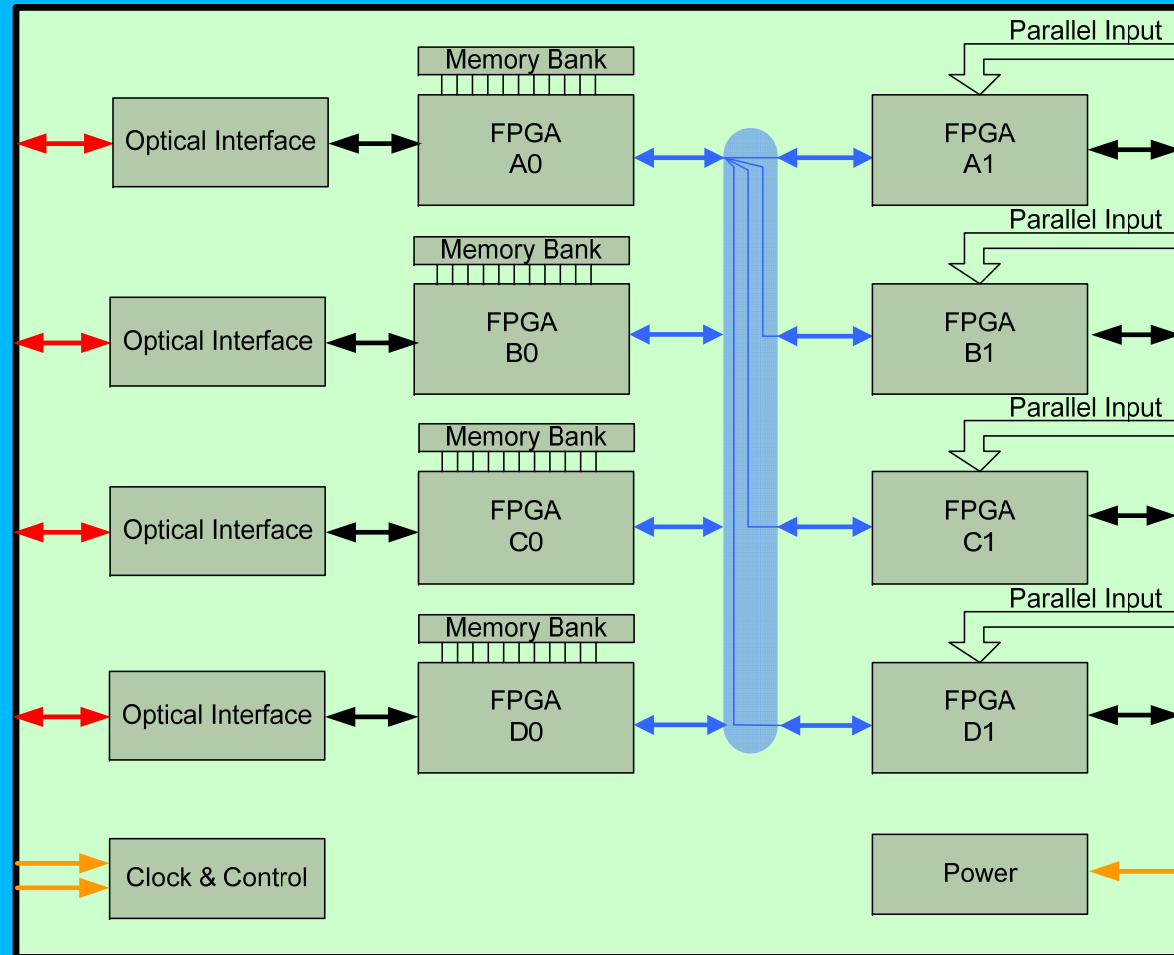 Parallel Input
Memory Bank
Optical Interface
FPGA
A0
FPGA
A1
Parallel Input
Memory Bank
Optical Interface
FPGA
B0
FPGA
B1
Parallel Input
Memory Bank
Optical Interface
FPGA
C0
FPGA
C1
Parallel Input
Memory Bank
Optical Interface
FPGA
D0
FPGA
D1
Clock & Control
Power